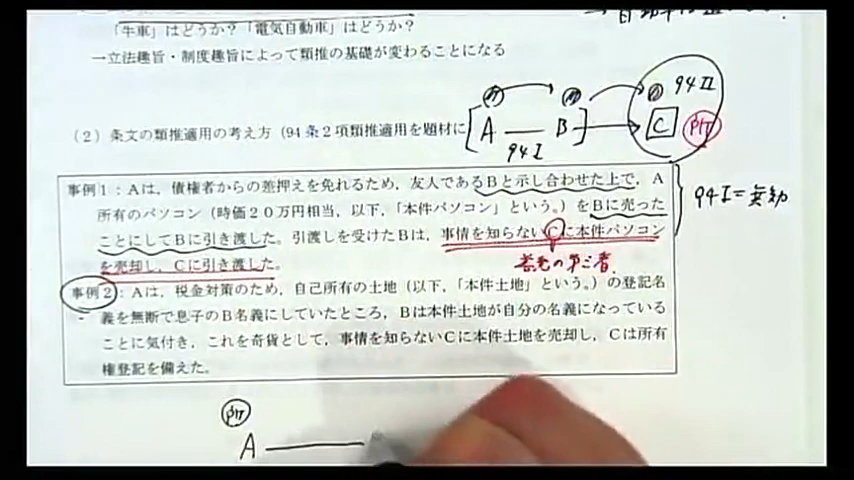 「牛車」はどうか?「電気自動車」はどうか?
→立法趣旨・制度趣旨によって類推の基礎が変わることになる
94Ⅱ
(2)条文の類推適用の考え方(94条2項類推適用を題材に
A ― B → C
94Ⅰ
事例1:Aは,債権者からの差押えを免れるため,友人であるBと示し合わせた上で,A
所有のパソコン(時価20万円相当,以下,「本件パソコン」という。)をBに売った
94Ⅰ=無効
ことにしてBに引き渡した。引渡しを受けたBは,事情を知らないCに本件パソコン
を売却し,Cに引き渡した。
善意の第三者.
事例2:Aは,税金対策のため,自己所有の土地(以下,「本件土地」という。)の登記名
義を無断で息子のB名義にしていたところ,Bは本件土地が自分の名義になっている
ことに気付き,これを奇貨として,事情を知らないCに本件土地を売却し,Cは所有
権登記を備えた。
A